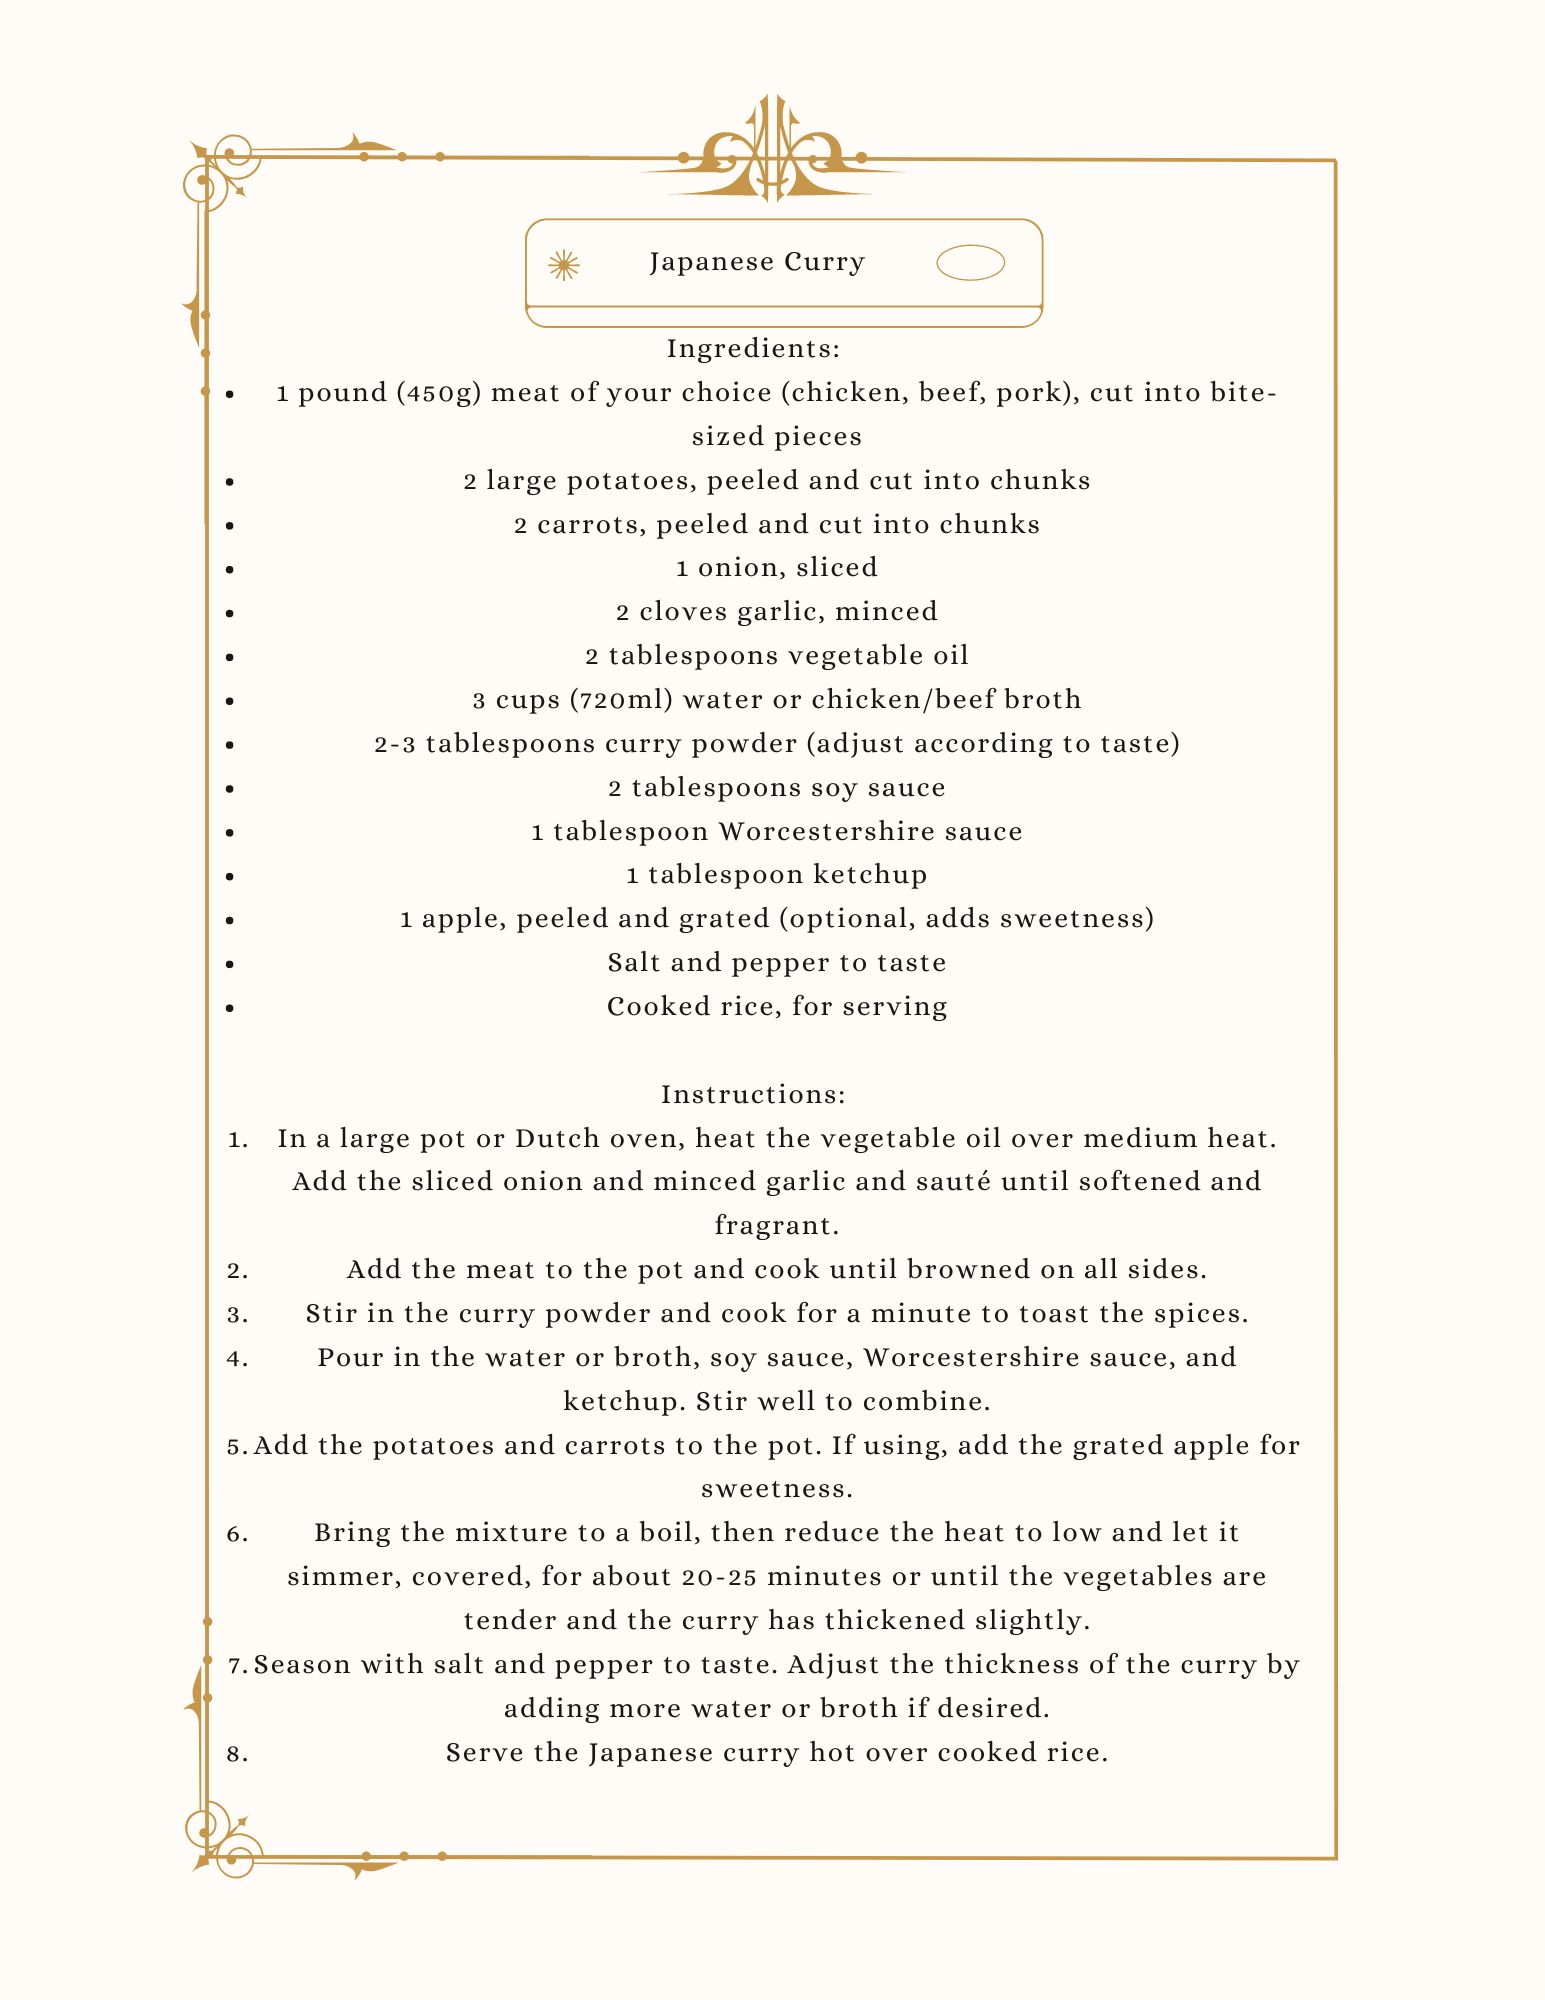 Japanese Curry
Ingredients:
• 1 pound (450g) meat of your choice (chicken, beef, pork), cut into bite-
sized pieces
• 2 large potatoes, peeled and cut into chunks
• 2 carrots, peeled and cut into chunks
• 1 onion, sliced
• 2 cloves garlic, minced
• 2 tablespoons vegetable oil
• 3 cups (720ml) water or chicken/beef broth
• 2-3 tablespoons curry powder (adjust according to taste)
• 2 tablespoons soy sauce
• 1 tablespoon Worcestershire sauce
• 1 tablespoon ketchup
• 1 apple, peeled and grated (optional, adds sweetness)
• Salt and pepper to taste
• Cooked rice, for serving
Instructions:
1. In a large pot or Dutch oven, heat the vegetable oil over medium heat.
Add the sliced onion and minced garlic and sauté until softened and
fragrant.
2. Add the meat to the pot and cook until browned on all sides.
3. Stir in the curry powder and cook for a minute to toast the spices.
4. Pour in the water or broth, soy sauce, Worcestershire sauce, and
ketchup. Stir well to combine.
5. Add the potatoes and carrots to the pot. If using, add the grated apple for
sweetness.
6. Bring the mixture to a boil, then reduce the heat to low and let it
simmer, covered, for about 20-25 minutes or until the vegetables are
tender and the curry has thickened slightly.
7. Season with salt and pepper to taste. Adjust the thickness of the curry by
adding more water or broth if desired.
8. Serve the Japanese curry hot over cooked rice.